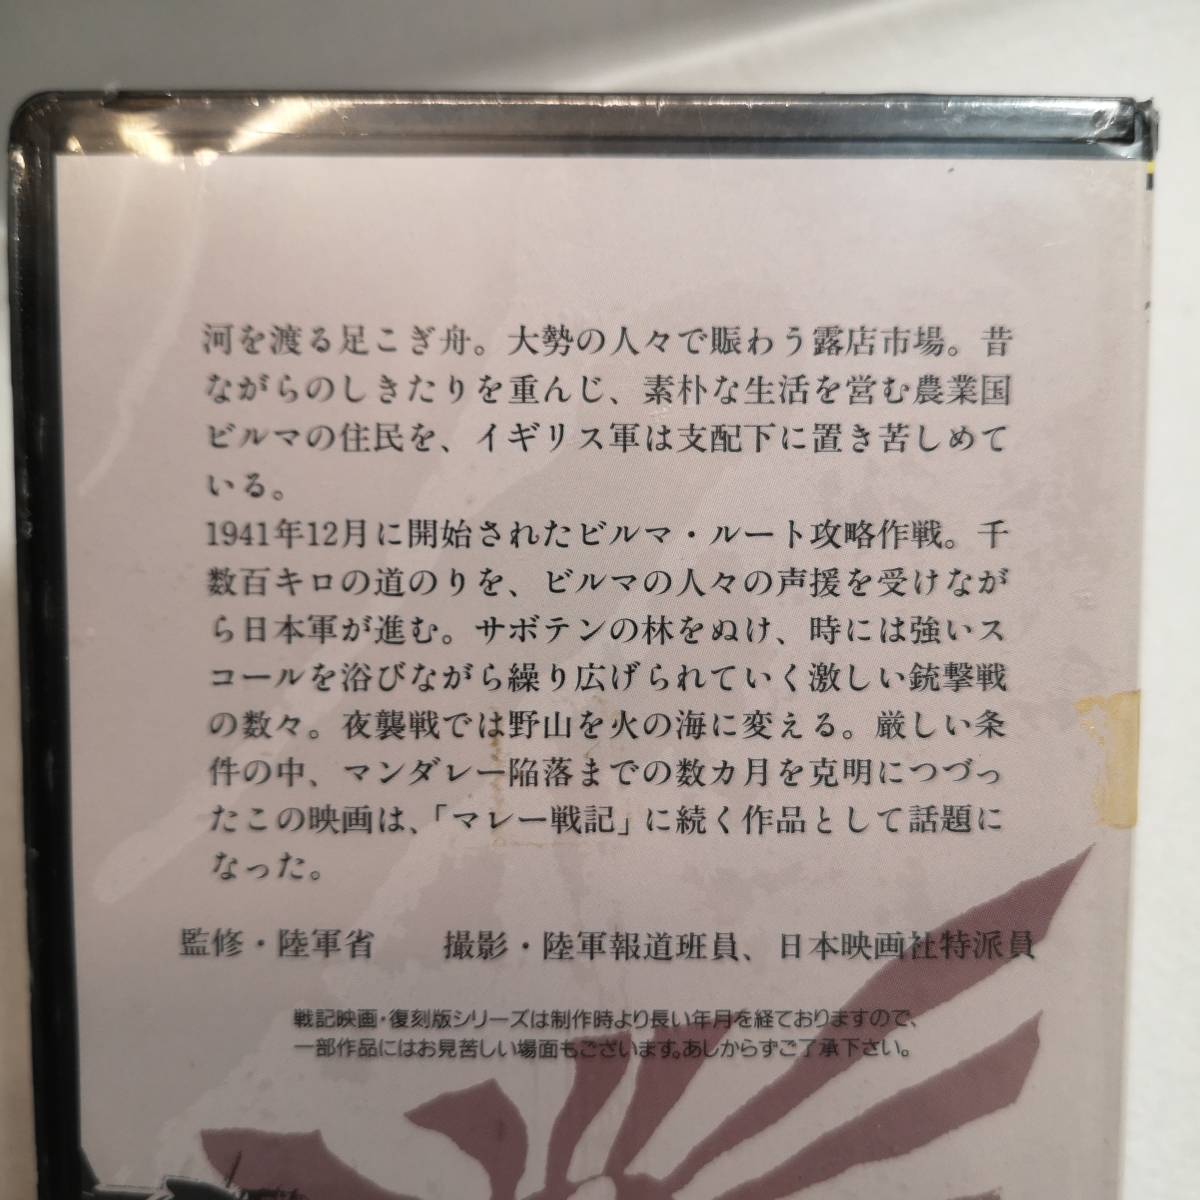 河を渡る足こぎ舟。大勢の人々で賑わう露店市場。昔
ながらのしきたりを重んじ、素朴な生活を営む農業国
ビルマの住民を、イギリス軍は支配下に置き苦しめて
いる。
1941年12月に開始されたビルマ・ルート攻略作戦。千
数百キロの道のりを、ビルマの人々の声援を受けなが
ら日本軍が進む。サボテンの林をぬけ、時には強いス
コールを浴びながら繰り広げられていく激しい銃撃戦
の数々。夜襲戦では野山を火の海に変える。厳しい条
件の中、マンダレー陥落までの数カ月を克明につづっ
たこの映画は、「マレー戦記」に続く作品として話題に
なった。
監修・陸軍省　　撮影・陸軍報道班員、日本映画社特派員
戦記映画・復刻版シリーズは制作時より長い年月を経ておりますので、
一部作品にはお見苦しい場面もございます。あしからずご了承下さい。